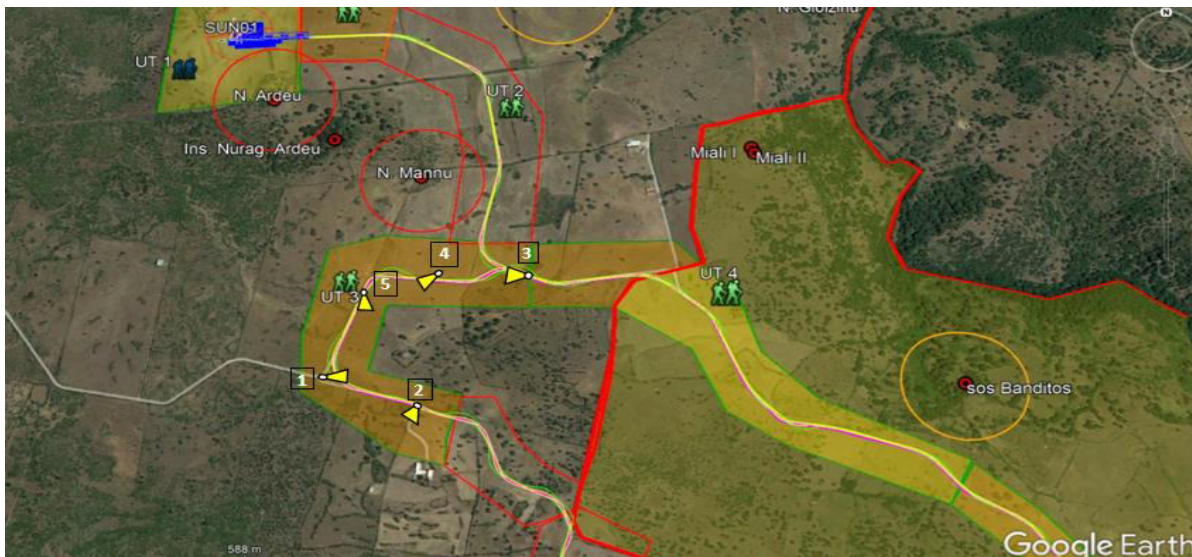 SUN01
UT 1
N. Ardeu
Ins. Nurag. Ardeu
UT 2
N. Mannu
Miali I
Miali II
3
4
5
UT 3
UT 4
1
2
sos Banditos
588 m
Google Earth
N